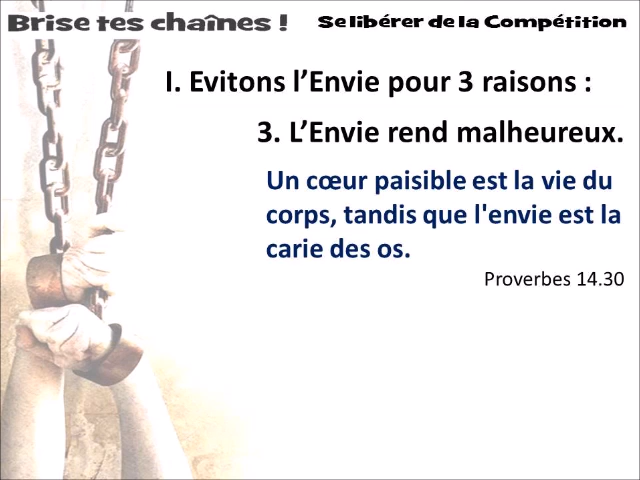 Brise tes chaînes ! Se libérer de la Compétition
I. Evitons l’Envie pour 3 raisons :
3. L’Envie rend malheureux.
Un cœur paisible est la vie du
corps, tandis que l'envie est la
carie des os.
Proverbes 14.30